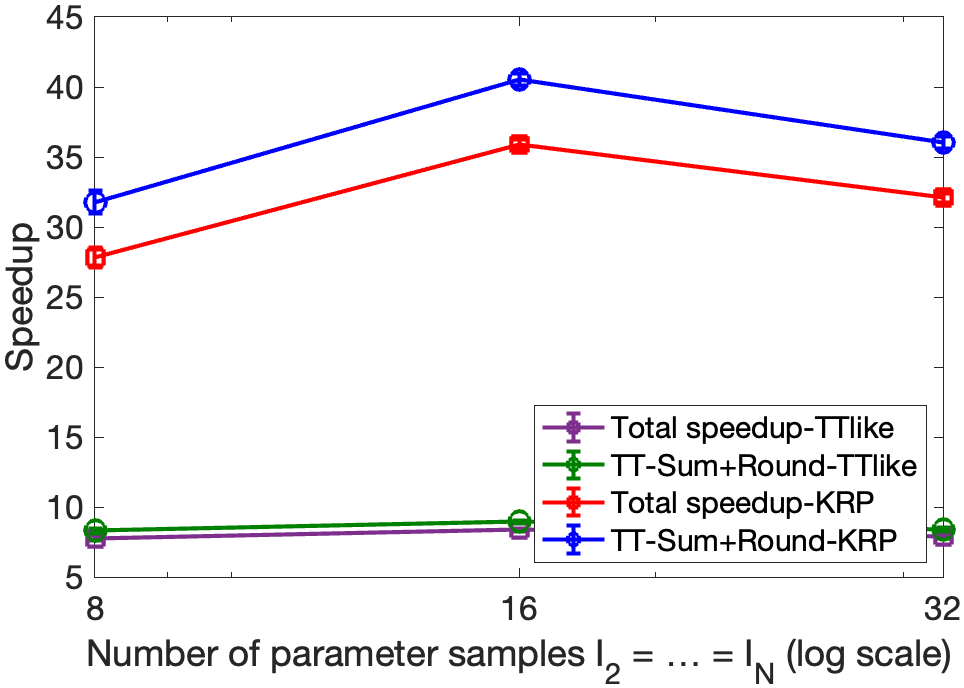 45
40
35
30
25
20
15
10
5
Speedup
Total speedup-TTlike
TT-Sum+Round-TTlike
Total speedup-KRP
TT-Sum+Round-KRP
8 16 32
Number of parameter samples I₂ = … = I_N (log scale)